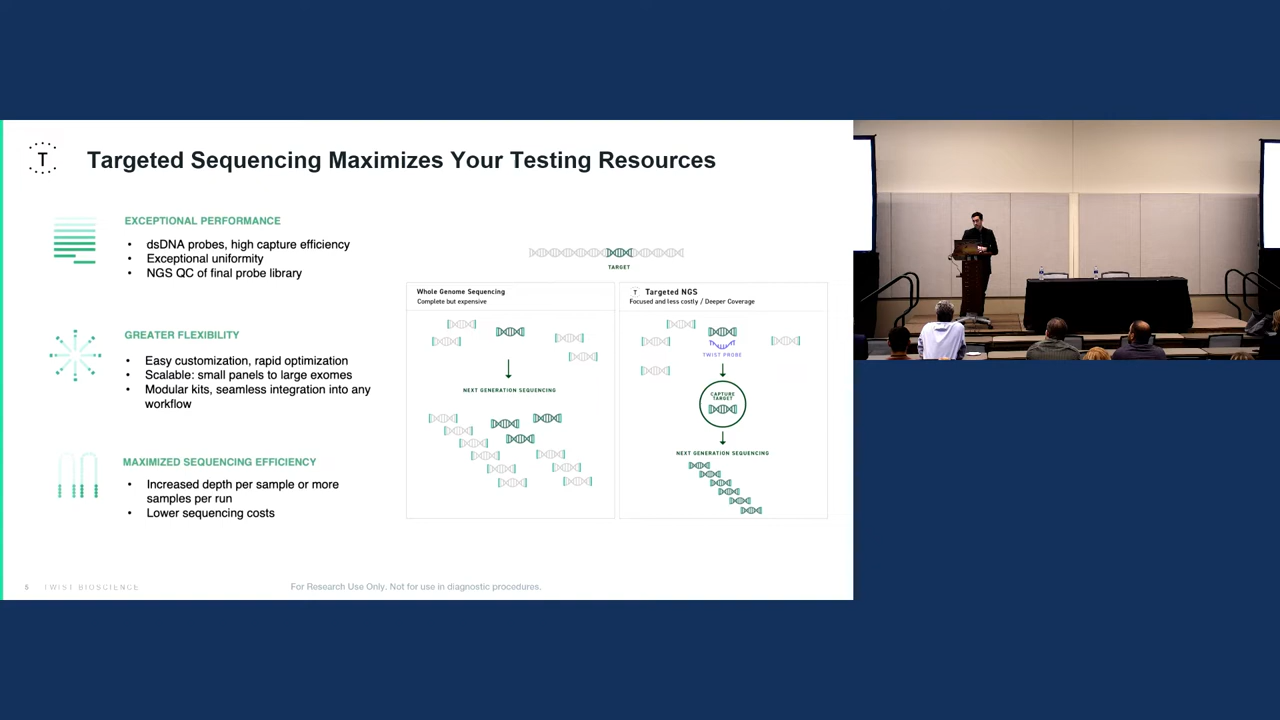 T
Targeted Sequencing Maximizes Your Testing Resources
EXCEPTIONAL PERFORMANCE
• dsDNA probes, high capture efficiency
• Exceptional uniformity
• NGS QC of final probe library
GREATER FLEXIBILITY
• Easy customization, rapid optimization
• Scalable: small panels to large exomes
• Modular kits, seamless integration into any
workflow
MAXIMIZED SEQUENCING EFFICIENCY
• Increased depth per sample or more
samples per run
• Lower sequencing costs
TARGET
Whole Genome Sequencing
Complete but expensive
NEXT GENERATION SEQUENCING
T Targeted NGS
Focused and less costly / Deeper Coverage
TWIST PROBE
CAPTURE
TARGET
NEXT GENERATION SEQUENCING
5 TWIST BIOSCIENCE
For Research Use Only. Not for use in diagnostic procedures.